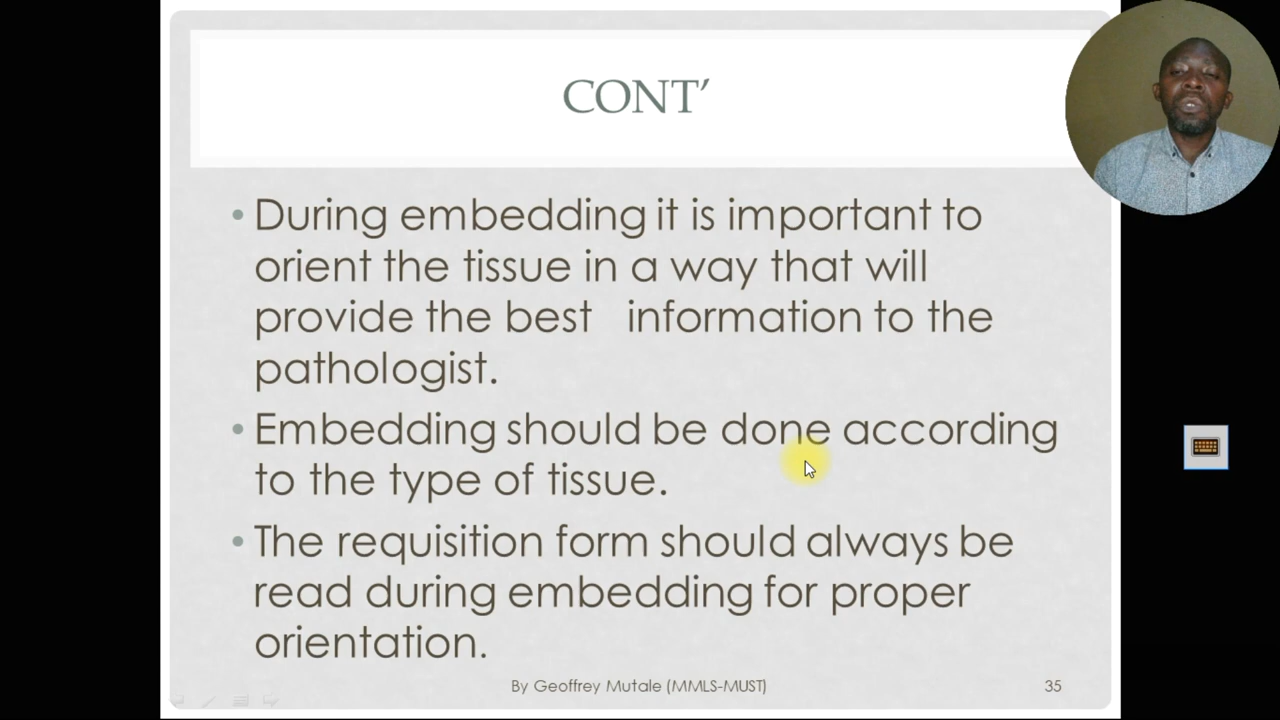 CONT’
• During embedding it is important to
orient the tissue in a way that will
provide the best information to the
pathologist.
• Embedding should be done according
to the type of tissue.
• The requisition form should always be
read during embedding for proper
orientation.
By Geoffrey Mutale (MMLS-MUST)
35